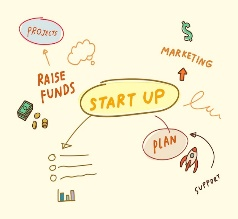 PROJECTS
MARKETING
RAISE
FUNDS
START UP
PLAN
SUPPORT